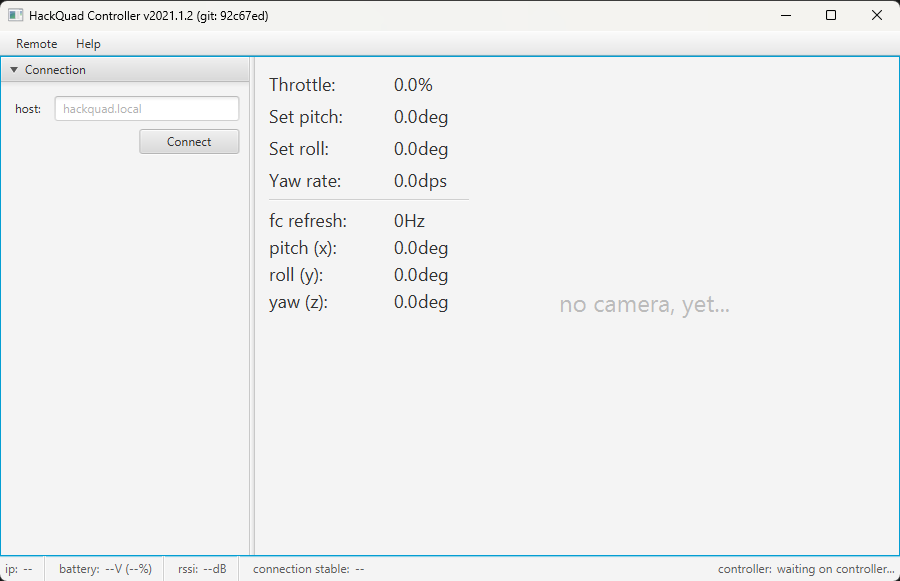 HackQuad Controller v2021.1.2 (git: 92c67ed)
Remote Help
Connection
host: hackquad.local
Connect
Throttle: 0.0%
Set pitch: 0.0deg
Set roll: 0.0deg
Yaw rate: 0.0dps
fc refresh: 0Hz
pitch (x): 0.0deg
roll (y): 0.0deg
yaw (z): 0.0deg
no camera, yet...
ip: -- battery: --V (--%) rssi: --dB connection stable: -- controller: waiting on controller...